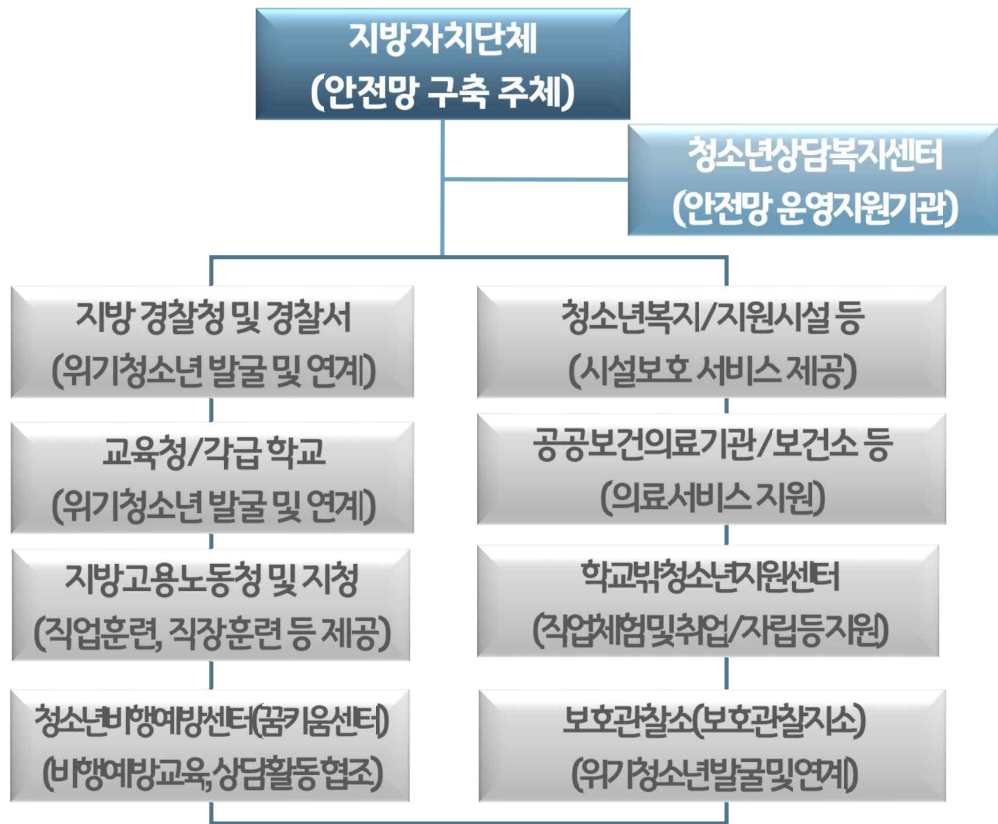 지방자치단체
(안전망 구축 주체)
청소년상담복지센터
(안전망 운영지원기관)
지방 경찰청 및 경찰서
(위기청소년 발굴 및 연계)
교육청/각급 학교
(위기청소년 발굴 및 연계)
지방고용노동청 및 지청
(직업훈련, 직장훈련 등 제공)
청소년비행예방센터(꿈키움센터)
(비행예방교육,상담활동 협조)
청소년복지/지원시설 등
(시설보호 서비스 제공)
공공보건의료기관/보건소 등
(의료서비스 지원)
학교밖청소년지원센터
(직업체험및취업/자립등지원)
보호관찰소(보호관찰지소)
(위기청소년발굴및연계)